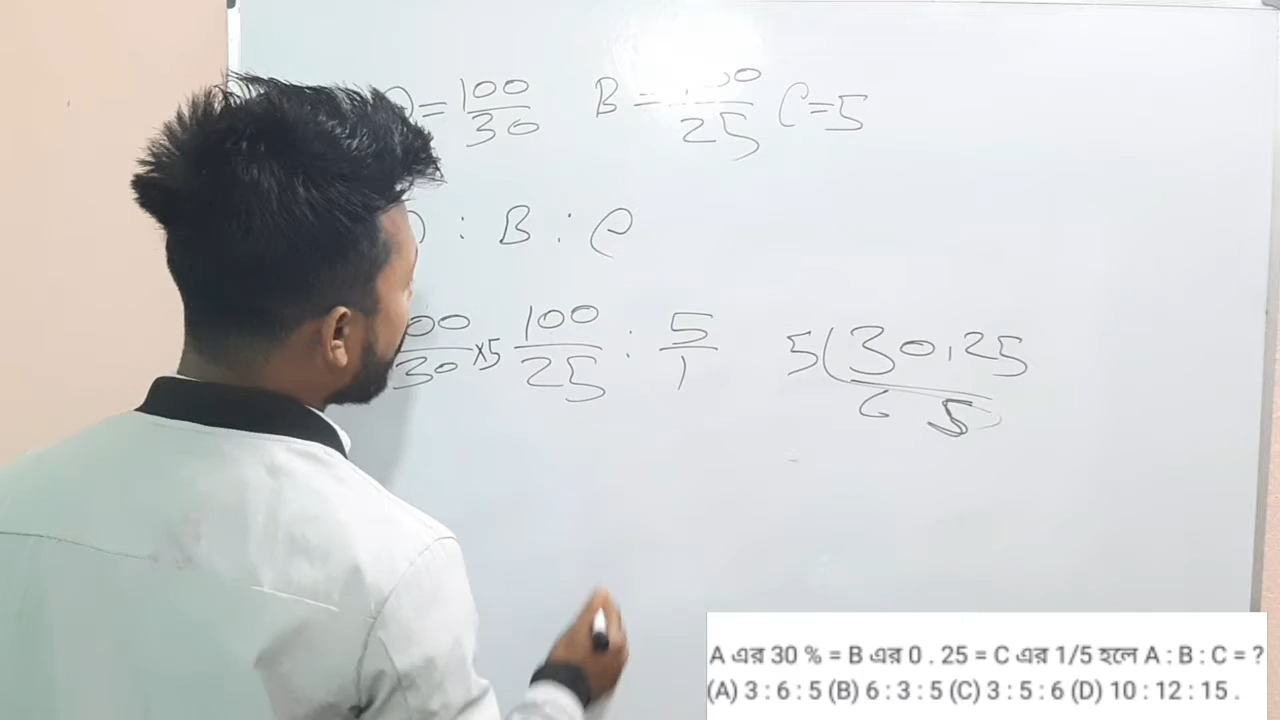 = 100/30 B = 100/25 C = 5
: B : C
100/30 ×5 100/25 : 5/1 5(30,25
6 5
A এর 30 % = B এর 0 . 25 = C এর 1/5 হলে A : B : C = ?
(A) 3 : 6 : 5 (B) 6 : 3 : 5 (C) 3 : 5 : 6 (D) 10 : 12 : 15 .